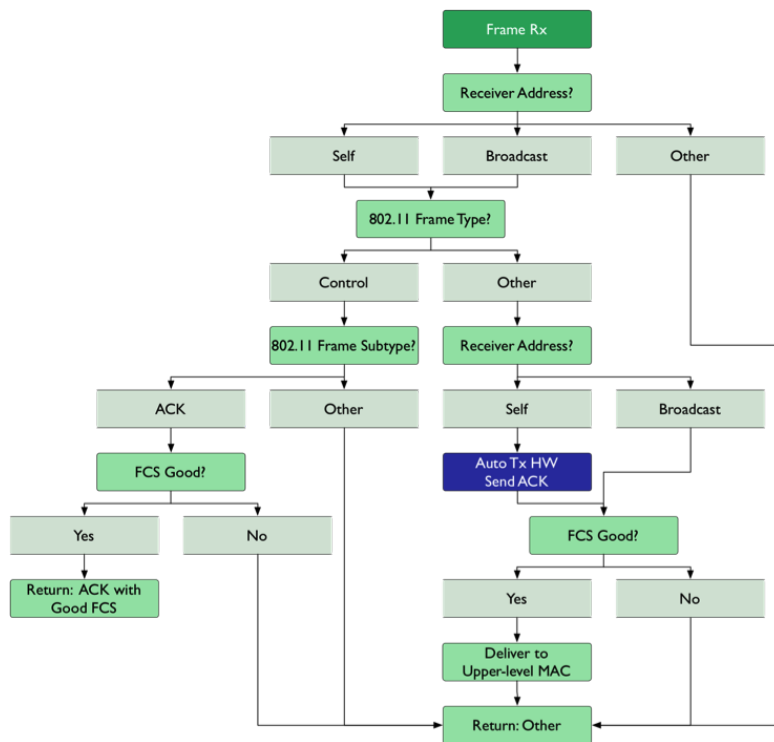 Frame Rx
Receiver Address?
Self
Broadcast
Other
802.11 Frame Type?
Control
Other
802.11 Frame Subtype?
Receiver Address?
ACK
Other
Self
Broadcast
FCS Good?
Auto Tx HW
Send ACK
Yes
No
FCS Good?
Return: ACK with
Good FCS
Yes
No
Deliver to
Upper-level MAC
Return: Other